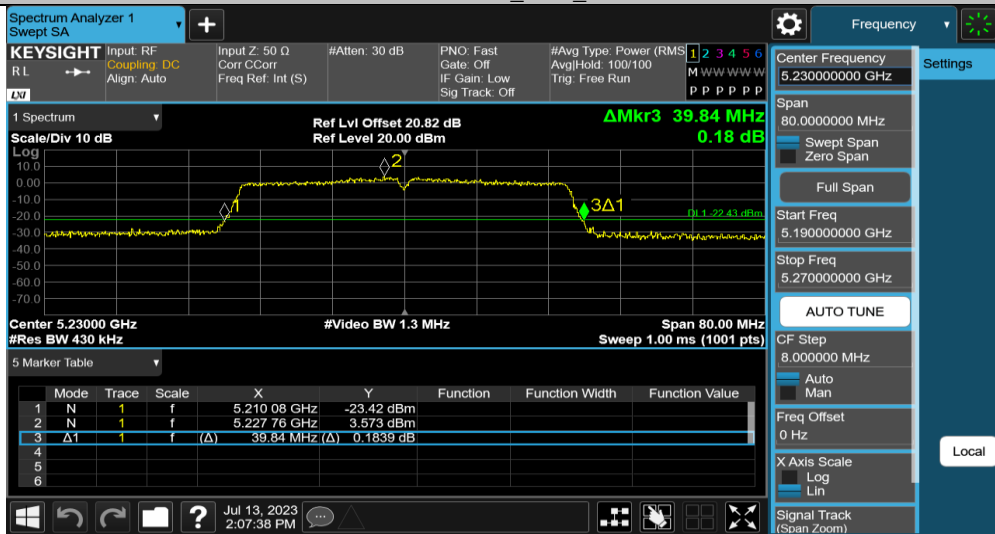 Spectrum Analyzer 1
Swept SA
Frequency
KEYSIGHT
RL
LXI
Input: RF
Coupling: DC
Align: Auto
Input Z: 50 Ω
Corr CCorr
Freq Ref: Int (S)
#Atten: 30 dB
PNO: Fast
Gate: Off
IF Gain: Low
Sig Track: Off
#Avg Type: Power (RMS
Avg|Hold: 100/100
Trig: Free Run
1 2 3 4 5 6
M W W W W W
P P P P P P
1 Spectrum
Scale/Div 10 dB
Ref Lvl Offset 20.82 dB
Ref Level 20.00 dBm
ΔMkr3 39.84 MHz
0.18 dB
Log
10.0
0.00
-10.0
-20.0
-30.0
-40.0
-50.0
-60.0
-70.0
1
2
3Δ1
DL1 -22.43 dBm
Center 5.23000 GHz
#Video BW 1.3 MHz
Span 80.00 MHz
#Res BW 430 kHz
Sweep 1.00 ms (1001 pts)
5 Marker Table
Mode Trace Scale X Y Function Function Width Function Value
1 N 1 f 5.210 08 GHz -23.42 dBm
2 N 1 f 5.227 76 GHz 3.573 dBm
3 Δ1 1 f (Δ) 39.84 MHz (Δ) 0.1839 dB
4
5
6
Jul 13, 2023
2:07:38 PM
Center Frequency
5.230000000 GHz
Span
80.0000000 MHz
Swept Span
Zero Span
Full Span
Start Freq
5.190000000 GHz
Stop Freq
5.270000000 GHz
AUTO TUNE
CF Step
8.000000 MHz
Auto
Man
Freq Offset
0 Hz
X Axis Scale
Log
Lin
Signal Track
(Span Zoom)
Settings
Local